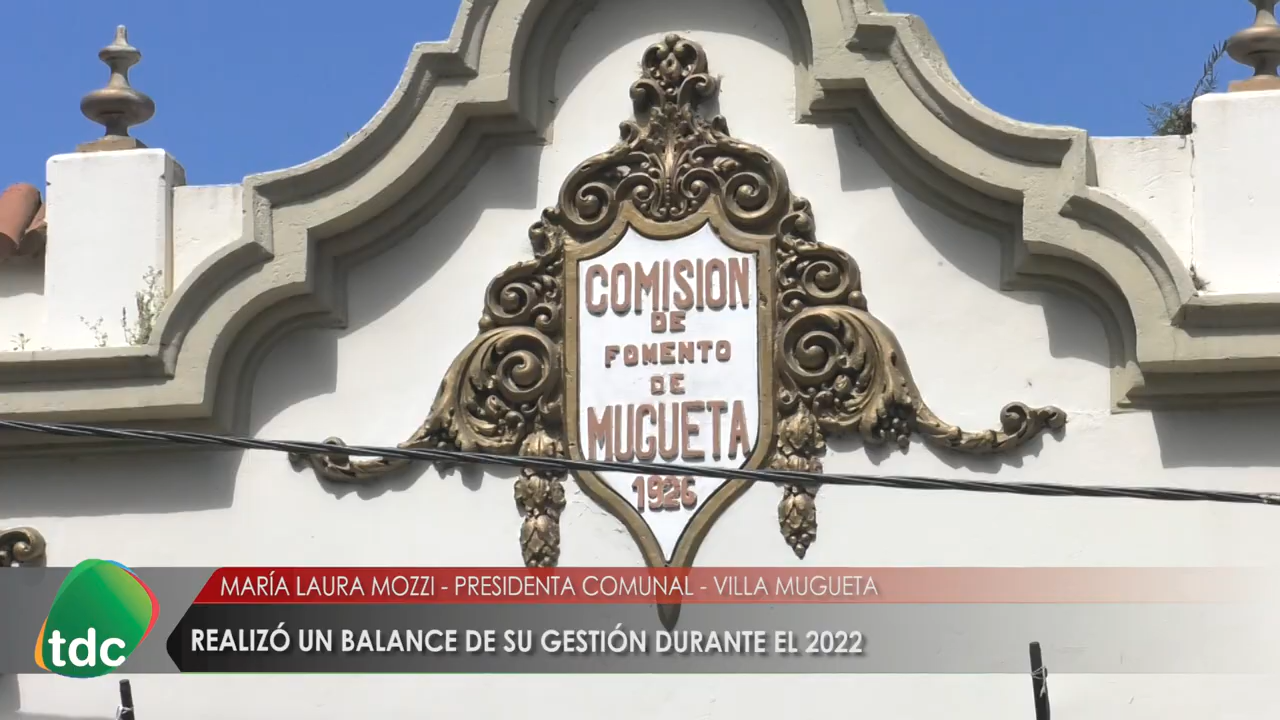 COMISION
DE
FOMENTO
DE
MUGUETA
1926
MARÍA LAURA MOZZI - PRESIDENTA COMUNAL - VILLA MUGUETA
REALIZÓ UN BALANCE DE SU GESTIÓN DURANTE EL 2022
tdc